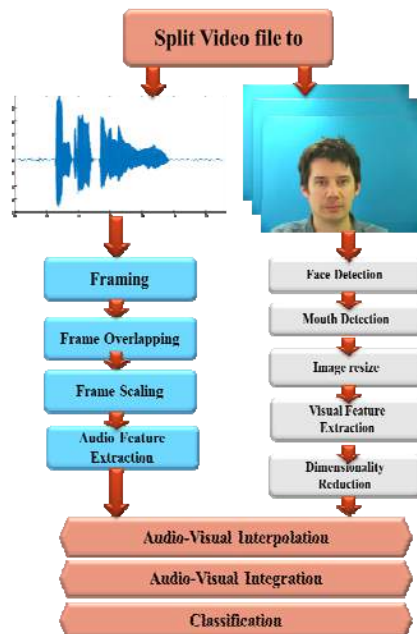 Split Video file to
Framing
Frame Overlapping
Frame Scaling
Audio Feature
Extraction
Face Detection
Mouth Detection
Image resize
Visual Feature
Extraction
Dimensionality
Reduction
Audio-Visual Interpolation
Audio-Visual Integration
Classification